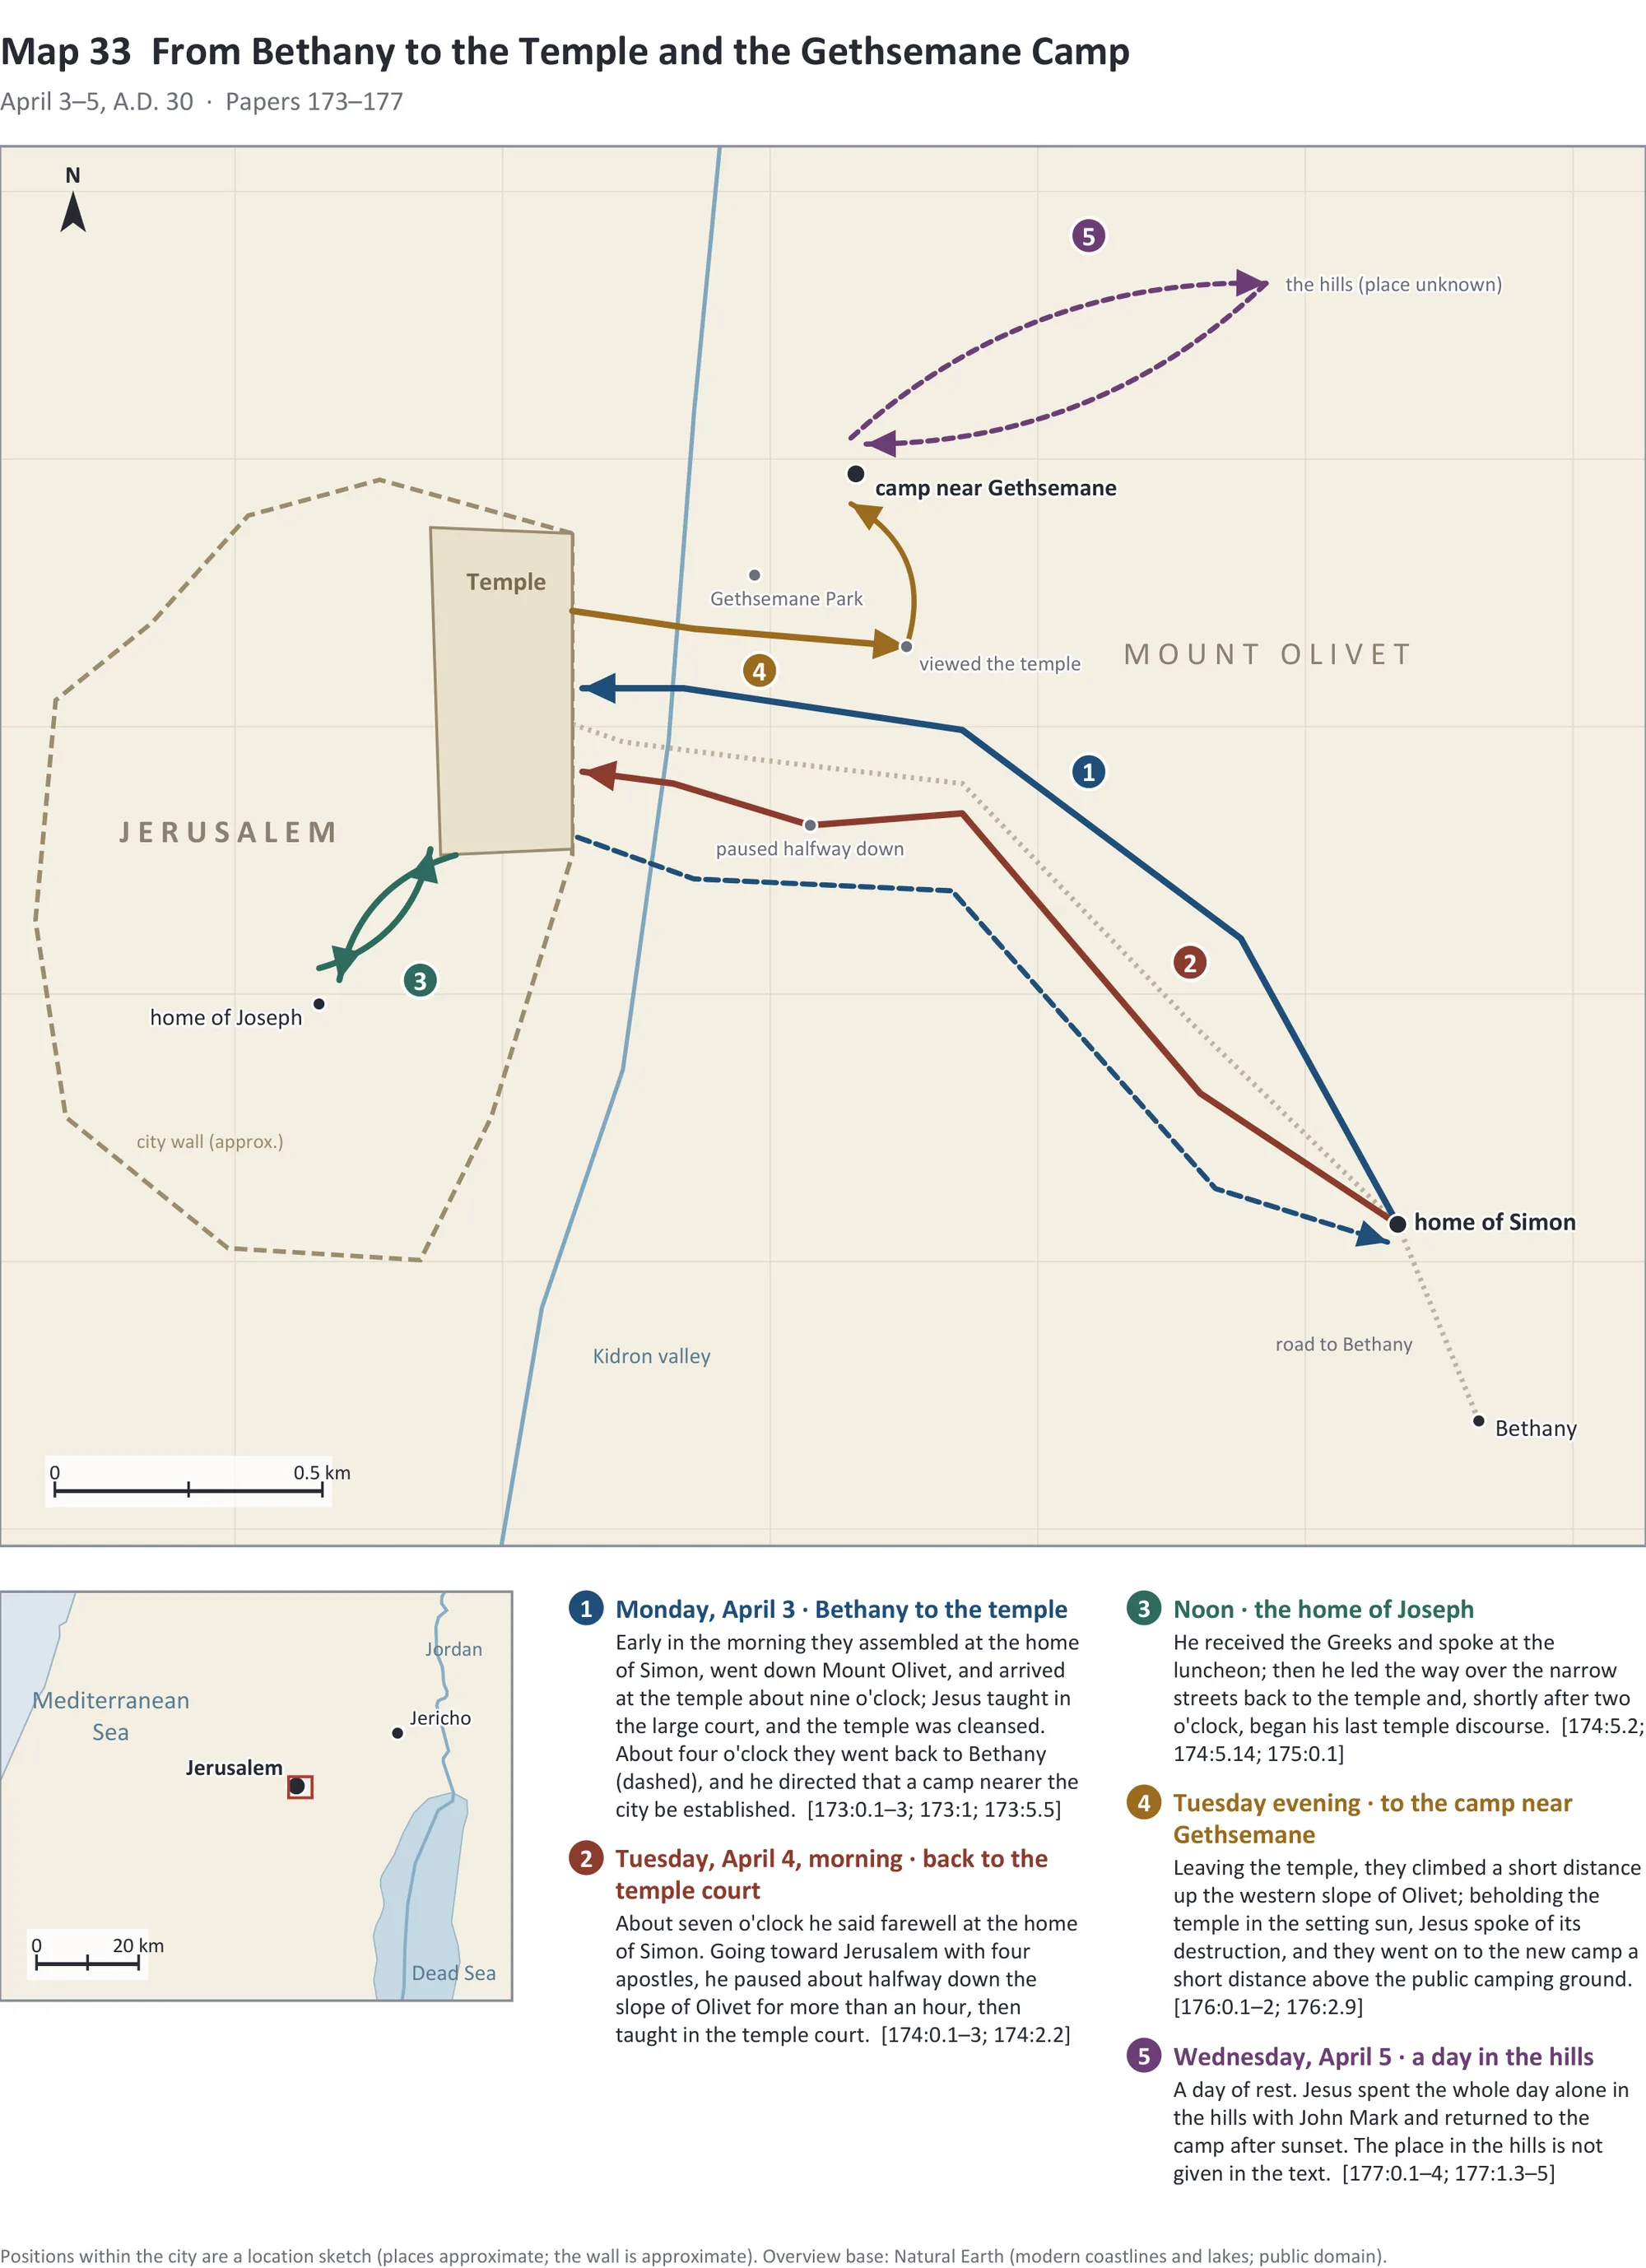 Map 33 From Bethany to the Temple and the Gethsemane Camp
April 3–5, A.D. 30 · Papers 173–177
N
5
the hills (place unknown)
camp near Gethsemane
Temple
Gethsemane Park
4
viewed the temple
MOUNT OLIVET
1
JERUSALEM
paused halfway down
2
3
home of Joseph
city wall (approx.)
home of Simon
Kidron valley
road to Bethany
Bethany
0 0.5 km
Jordan
Mediterranean
Sea
Jericho
Jerusalem
0 20 km
Dead Sea
1 Monday, April 3 · Bethany to the temple
Early in the morning they assembled at the home
of Simon, went down Mount Olivet, and arrived
at the temple about nine o'clock; Jesus taught in
the large court, and the temple was cleansed.
About four o'clock they went back to Bethany
(dashed), and he directed that a camp nearer the
city be established. [173:0.1–3; 173:1; 173:5.5]
2 Tuesday, April 4, morning · back to the
temple court
About seven o'clock he said farewell at the home
of Simon. Going toward Jerusalem with four
apostles, he paused about halfway down the
slope of Olivet for more than an hour, then
taught in the temple court. [174:0.1–3; 174:2.2]
3 Noon · the home of Joseph
He received the Greeks and spoke at the
luncheon; then he led the way over the narrow
streets back to the temple and, shortly after two
o'clock, began his last temple discourse. [174:5.2;
174:5.14; 175:0.1]
4 Tuesday evening · to the camp near
Gethsemane
Leaving the temple, they climbed a short distance
up the western slope of Olivet; beholding the
temple in the setting sun, Jesus spoke of its
destruction, and they went on to the new camp a
short distance above the public camping ground.
[176:0.1–2; 176:2.9]
5 Wednesday, April 5 · a day in the hills
A day of rest. Jesus spent the whole day alone in
the hills with John Mark and returned to the
camp after sunset. The place in the hills is not
given in the text. [177:0.1–4; 177:1.3–5]
Positions within the city are a location sketch (places approximate; the wall is approximate). Overview base: Natural Earth (modern coastlines and lakes; public domain).